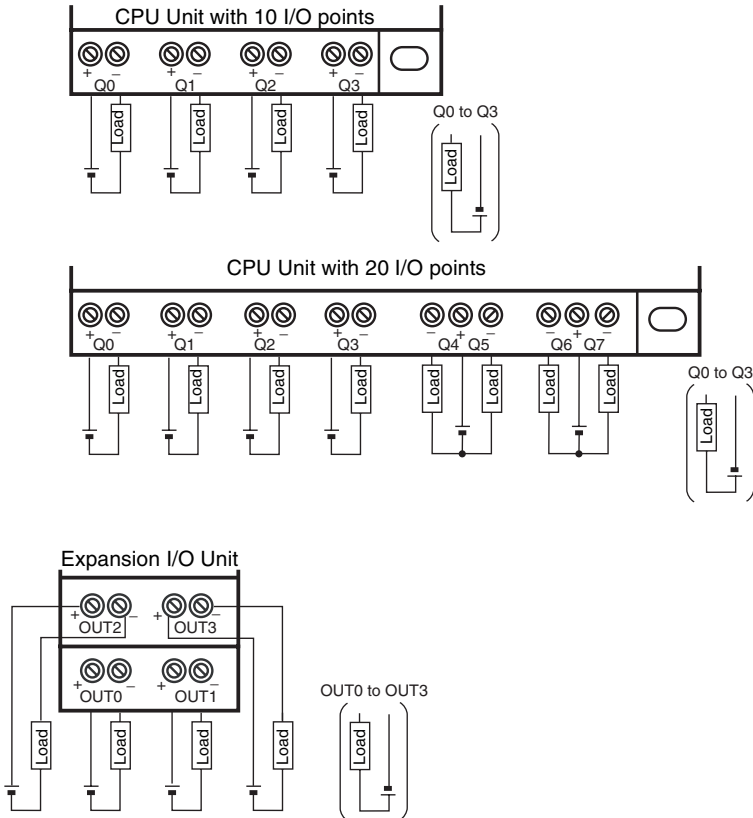 CPU Unit with 10 I/O points
+ – + – + – + –
Q0 Q1 Q2 Q3
Load Load Load Load
Q0 to Q3
Load
CPU Unit with 20 I/O points
+ – + – + – + – – + – – + –
Q0 Q1 Q2 Q3 Q4 Q5 Q6 Q7
Load Load Load Load Load Load Load Load
Q0 to Q3
Load
Expansion I/O Unit
+ – + –
OUT2 OUT3
+ – + –
OUT0 OUT1
OUT0 to OUT3
Load Load Load Load Load